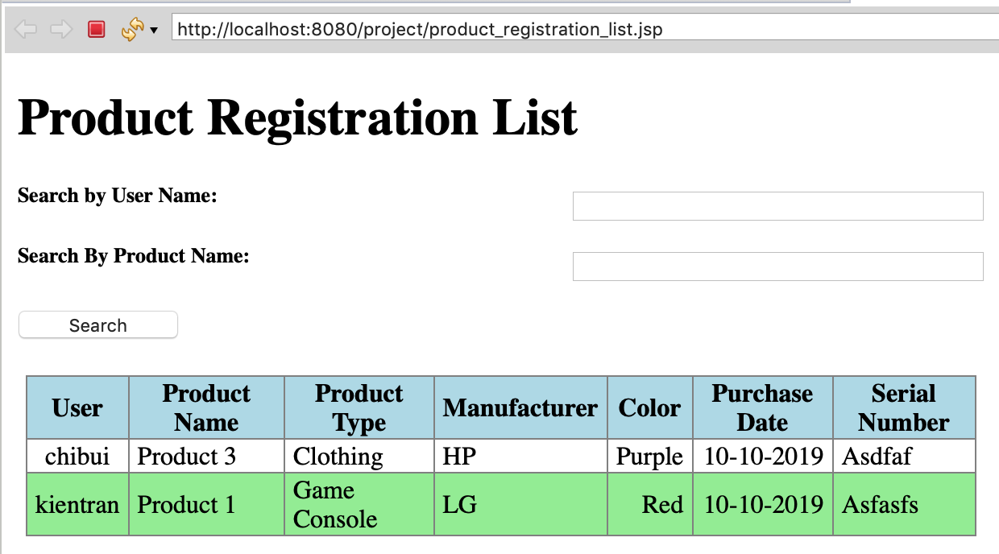 http://localhost:8080/project/product_registration_list.jsp
Product Registration List
Search by User Name:
Search By Product Name:
Search
User Product Name Product Type Manufacturer Color Purchase Date Serial Number
chibui Product 3 Clothing HP Purple 10-10-2019 Asdfaf
kientran Product 1 Game Console LG Red 10-10-2019 Asfasfs